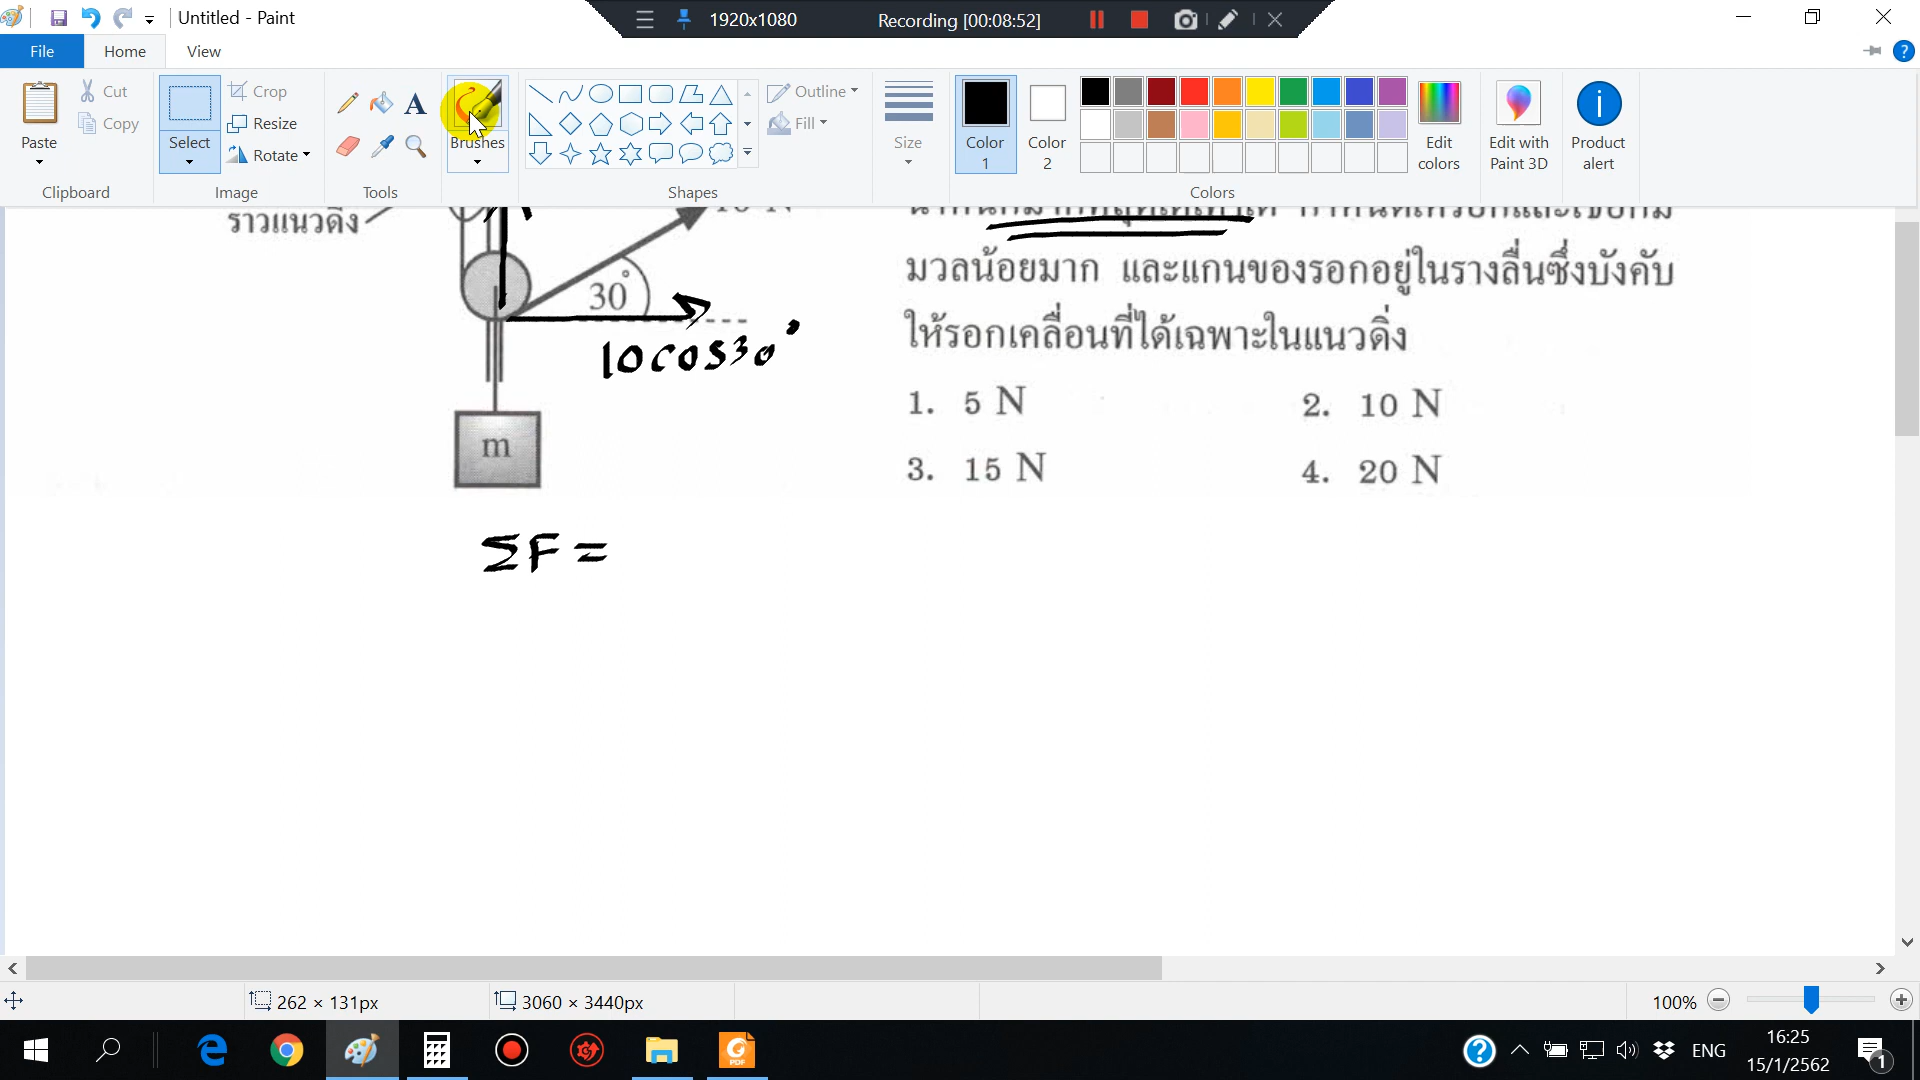 Untitled - Paint
1920x1080
Recording [00:08:52]
File
Home
View
Paste
Cut
Copy
Clipboard
Select
Crop
Resize
Rotate
Image
Tools
Brushes
Shapes
Outline
Fill
Size
Color 1
Color 2
Edit colors
Colors
Edit with Paint 3D
Product alert
ราวแนวดิ่ง
30°
10cos30°
m
ΣF =
มวลน้อยมาก และแกนของรอกอยู่ในรางลื่นซึ่งบังคับ
ให้รอกเคลื่อนที่ได้เฉพาะในแนวดิ่ง
1. 5 N
2. 10 N
3. 15 N
4. 20 N
262 × 131px
3060 × 3440px
100%
PDF
ENG
16:25
15/1/2562
1